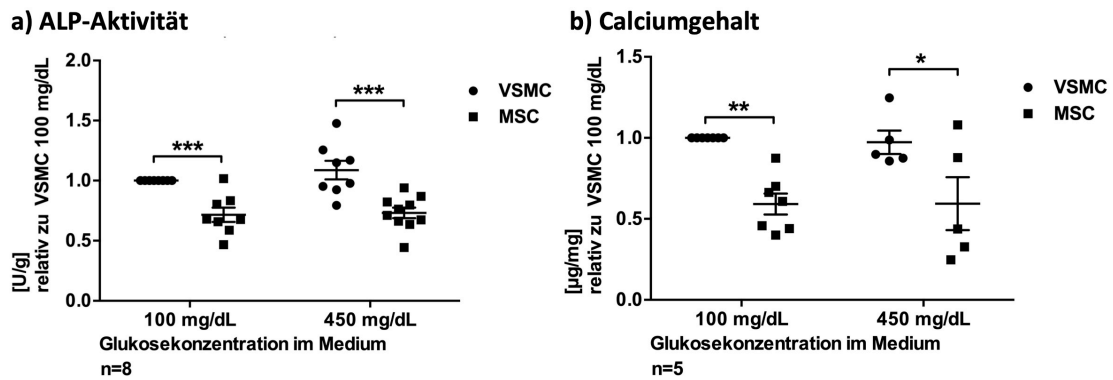 a) ALP-Aktivität
[U/g]
relativ zu VSMC 100 mg/dL
2.0
1.5
1.0
0.5
0.0
***
***
VSMC
MSC
100 mg/dL
450 mg/dL
Glukosekonzentration im Medium
n=8
b) Calciumgehalt
[µg/mg]
relativ zu VSMC 100 mg/dL
1.5
1.0
0.5
0.0
**
*
VSMC
MSC
100 mg/dL
450 mg/dL
Glukosekonzentration im Medium
n=5